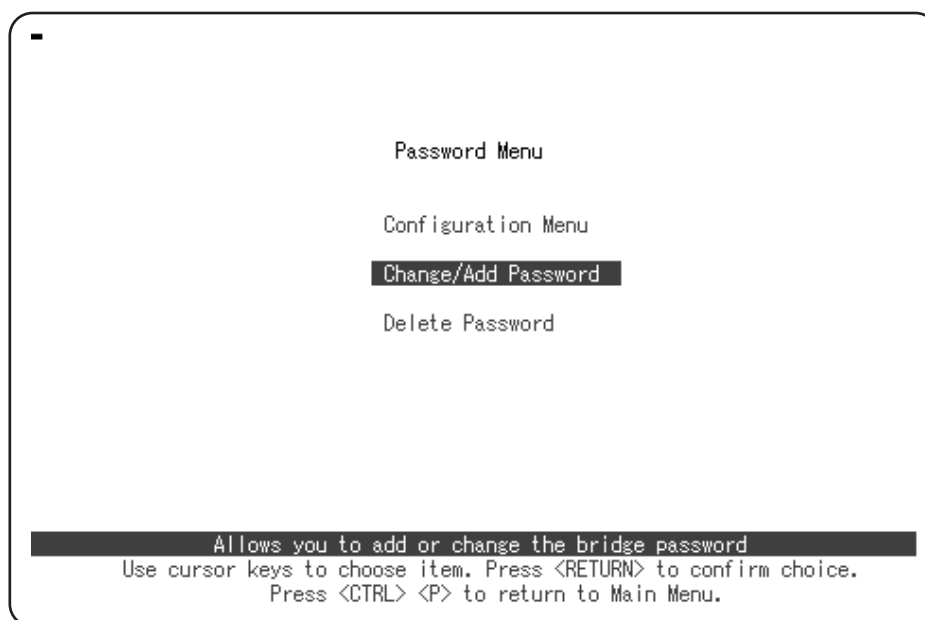 Password Menu
Configuration Menu
Change/Add Password
Delete Password
Allows you to add or change the bridge password
Use cursor keys to choose item. Press <RETURN> to confirm choice.
Press <CTRL> <P> to return to Main Menu.